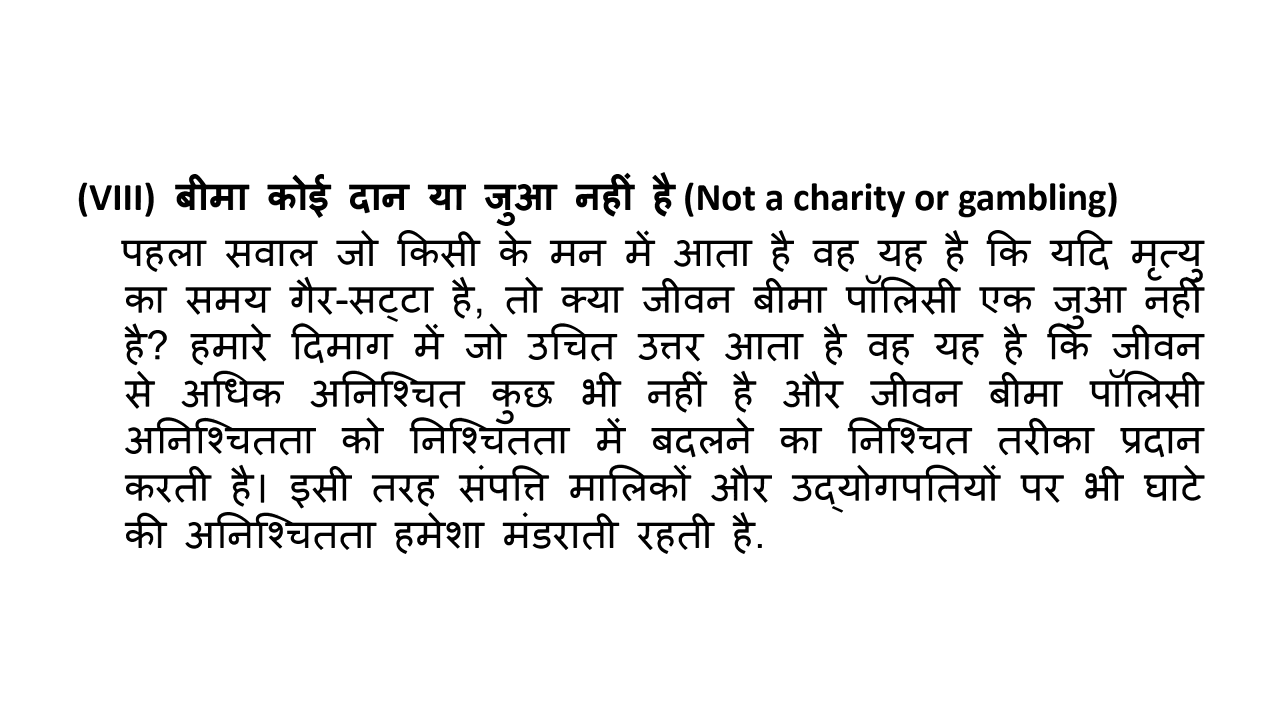 (VIII) बीमा कोई दान या जुआ नहीं है (Not a charity or gambling)
पहला सवाल जो किसी के मन में आता है वह यह है कि यदि मृत्यु
का समय गैर-सट्टा है, तो क्या जीवन बीमा पॉलिसी एक जुआ नहीं
है? हमारे दिमाग में जो उचित उत्तर आता है वह यह है कि जीवन
से अधिक अनिश्चित कुछ भी नहीं है और जीवन बीमा पॉलिसी
अनिश्चितता को निश्चितता में बदलने का निश्चित तरीका प्रदान
करती है। इसी तरह संपत्ति मालिकों और उद्योगपतियों पर भी घाटे
की अनिश्चितता हमेशा मंडराती रहती है.